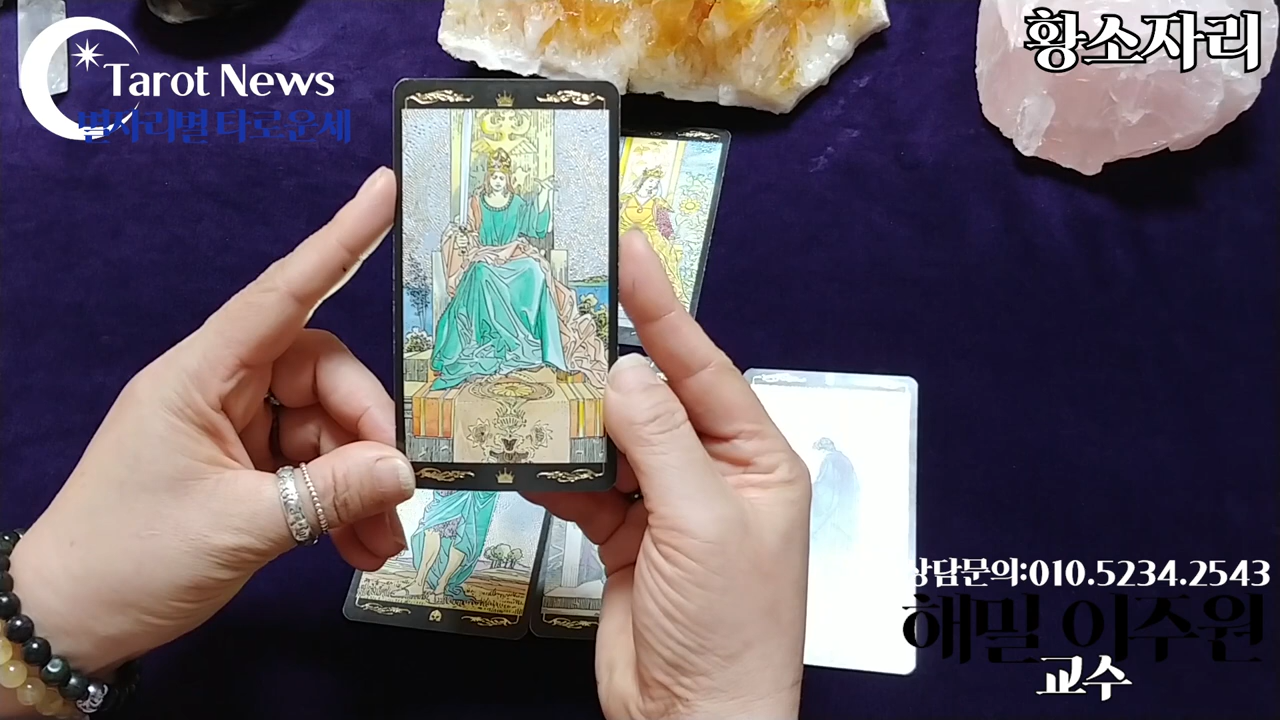 황소자리
Tarot News
별자리별 타로운세
상담문의:010.5234.2543
해밀 이주원
교수